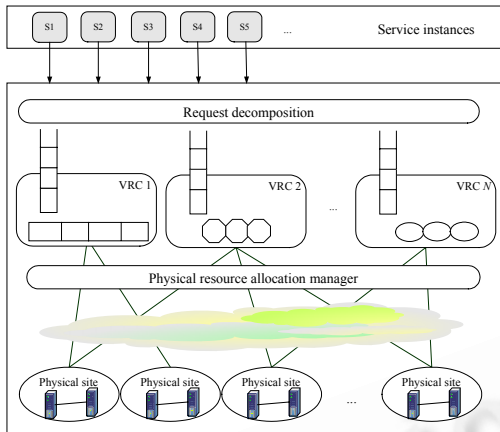 S1 S2 S3 S4 S5 ... Service instances
Request decomposition
VRC 1 VRC 2 ... VRC N
Physical resource allocation manager
Physical site Physical site Physical site ... Physical site